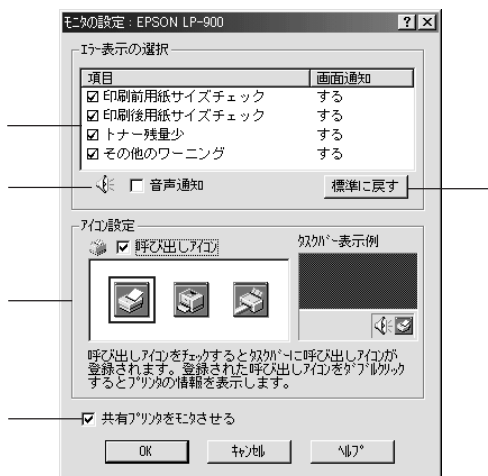 ﾓﾆﾀの設定：EPSON LP-900
ｴﾗｰ表示の選択
項目 画面通知
印刷前用紙サイズチェック する
印刷後用紙サイズチェック する
トナー残量少 する
その他のワーニング する
音声通知 標準に戻す
ｱｲｺﾝ設定
呼び出しｱｲｺﾝ ﾀｽｸﾊﾞｰ表示例
呼び出しｱｲｺﾝをﾁｪｯｸするとﾀｽｸﾊﾞｰに呼び出しｱｲｺﾝが
登録されます。登録された呼び出しｱｲｺﾝをﾀﾞﾌﾞﾙｸﾘｯｸ
するとﾌﾟﾘﾝﾀの情報を表示します。
共有ﾌﾟﾘﾝﾀをﾓﾆﾀさせる
OK ｷｬﾝｾﾙ ﾍﾙﾌﾟ